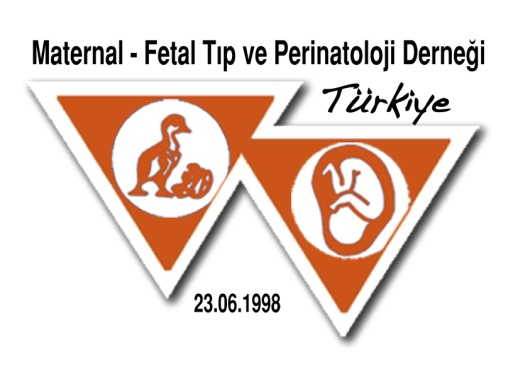 Maternal - Fetal Tıp ve Perinatoloji Derneği
Türkiye
23.06.1998